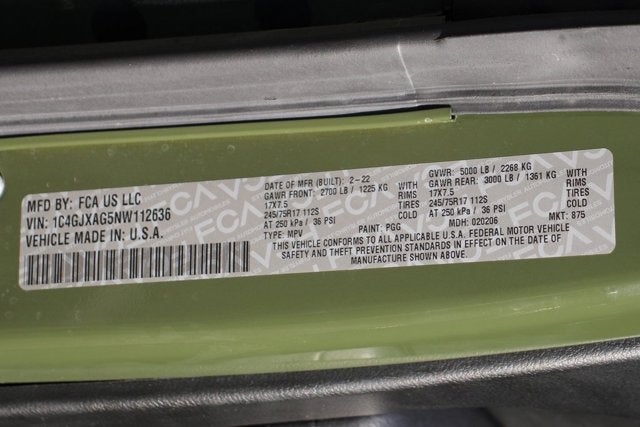 MFD BY: FCA US LLC
VIN: 1C4GJXAG5NW112636
VEHICLE MADE IN: U.S.A.
DATE OF MFR (BUILT): 2-22
GAWR FRONT: 2700 LB / 1225 KG WITH
17X7.5 RIMS
245/75R17 112S TIRES
AT 250 kPa / 36 PSI COLD
TYPE: MPV PAINT: PGG
GVWR: 5000 LB / 2268 KG
GAWR REAR: 3000 LB / 1361 KG WITH
17X7.5 RIMS
245/75R17 112S TIRES
AT 250 kPa / 36 PSI COLD
MDH: 020206 MKT: 875
THIS VEHICLE CONFORMS TO ALL APPLICABLE U.S.A. FEDERAL MOTOR VEHICLE
SAFETY AND THEFT PREVENTION STANDARDS IN EFFECT ON THE DATE OF
MANUFACTURE SHOWN ABOVE.